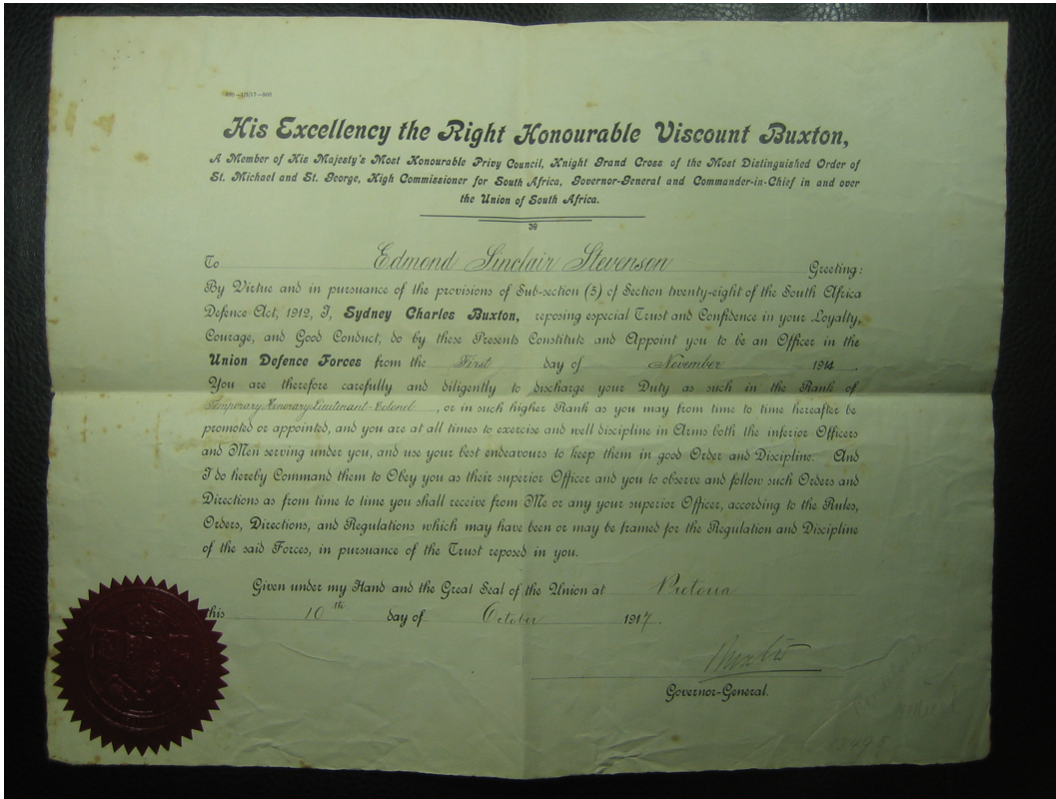 His Excellency the Right Honourable Viscount Buxton,
A Member of His Majesty's Most Honourable Privy Council, Knight Grand Cross of the Most Distinguished Order of
St. Michael and St. George, High Commissioner for South Africa, Governor-General and Commander-in-Chief in and over
the Union of South Africa.
To Edmond Sinclair Stevenson Greeting:
By Virtue and in pursuance of the provisions of Sub-section (5) of Section twenty-eight of the South Africa
Defence Act, 1912, I, Sydney Charles Buxton, reposing especial Trust and Confidence in your Loyalty,
Courage, and Good Conduct, do by these Presents Constitute and Appoint you to be an Officer in the
Union Defence Forces from the First day of November 1914.
You are therefore carefully and diligently to discharge your Duty as such in the Rank of
Temporary Honorary Lieutenant-Colonel, or in such higher Rank as you may from time to time hereafter be
promoted or appointed, and you are at all times to exercise and well discipline in Arms both the inferior Officers
and Men serving under you, and use your best endeavours to keep them in good Order and Discipline. And
I do hereby Command them to Obey you as their superior Officer and you to observe and follow such Orders and
Directions as from time to time you shall receive from Me or any your superior Officer, according to the Rules,
Orders, Directions, and Regulations which may have been or may be framed for the Regulation and Discipline
of the said Forces, in pursuance of the Trust reposed in you.
Given under my Hand and the Great Seal of the Union at Pretoria
this 10th day of October 1917.
Buxton
Governor-General.